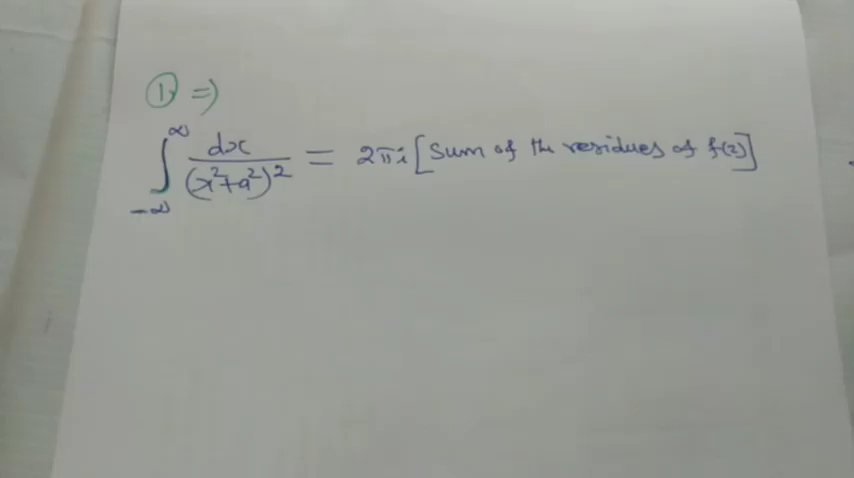 ① ⇒
∫_{-∞}^{∞} dx/(x²+a²)² = 2πi [Sum of the residues of f(z)]